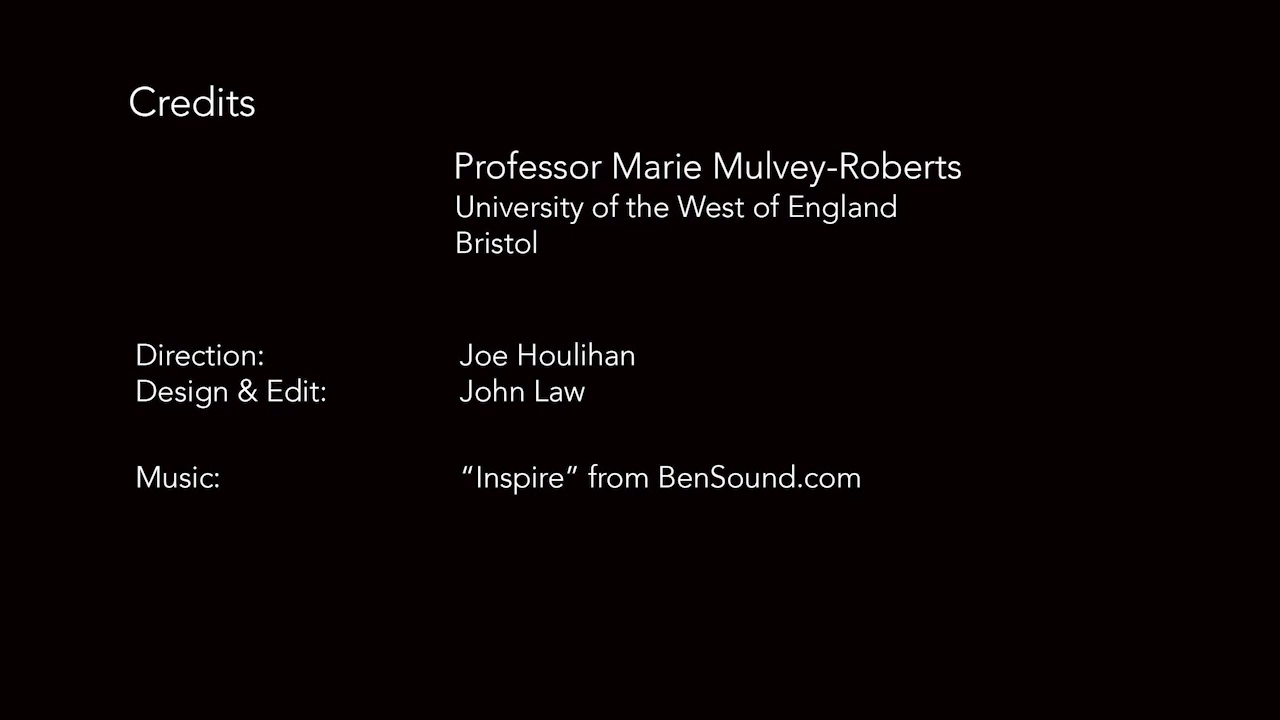 Credits
Professor Marie Mulvey-Roberts
University of the West of England
Bristol
Direction: Joe Houlihan
Design & Edit: John Law
Music: “Inspire” from BenSound.com